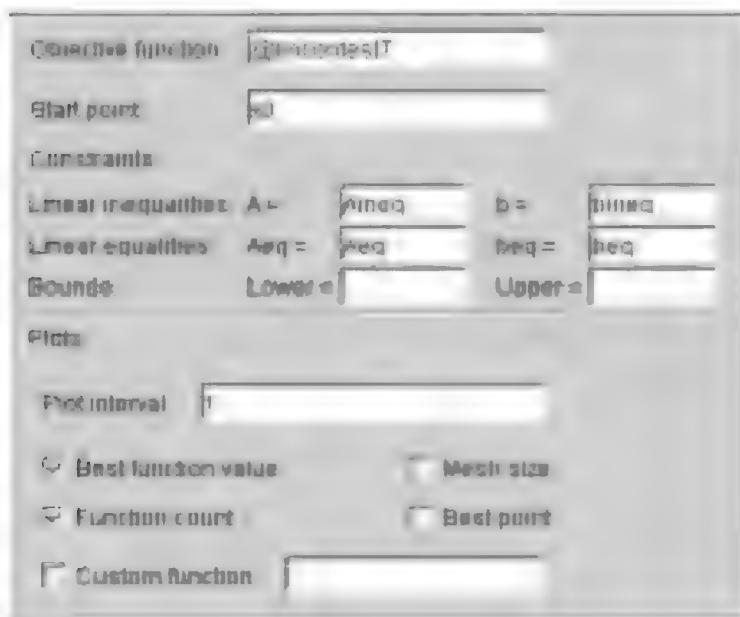 Objective function
Start point: x0
Constraints:
Linear inequalities: A = Aineq b = bineq
Linear equalities: Aeq = Aeq beq = beq
Bounds: Lower = Upper =
Plots
Plot interval: 1
Best function value Mesh size
Function count Best point
Custom function